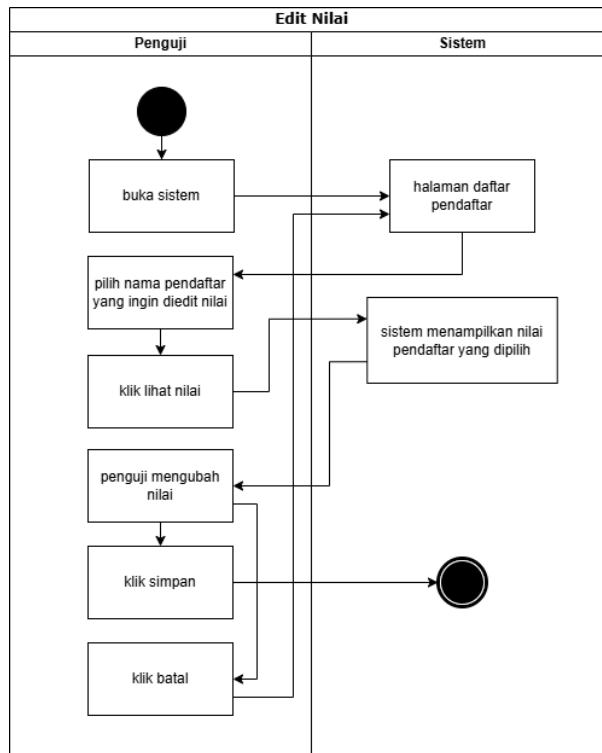 Edit Nilai
Penguji
Sistem
buka sistem
halaman daftar
pendaftar
pilih nama pendaftar
yang ingin diedit nilai
sistem menampilkan nilai
pendaftar yang dipilih
klik lihat nilai
penguji mengubah
nilai
klik simpan
klik batal